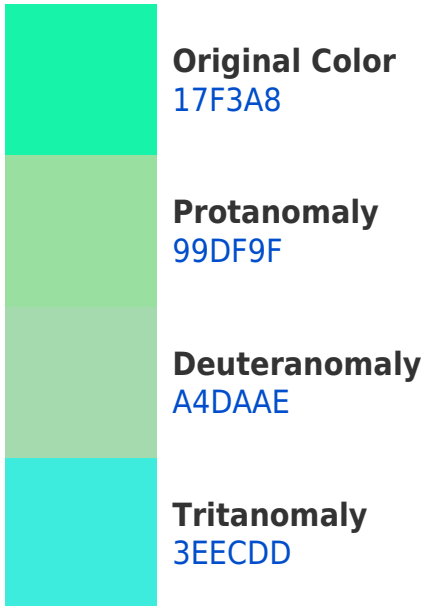 Original Color
17F3A8
Protanomaly
99DF9F
Deuteranomaly
A4DAAE
Tritanomaly
3EECDD